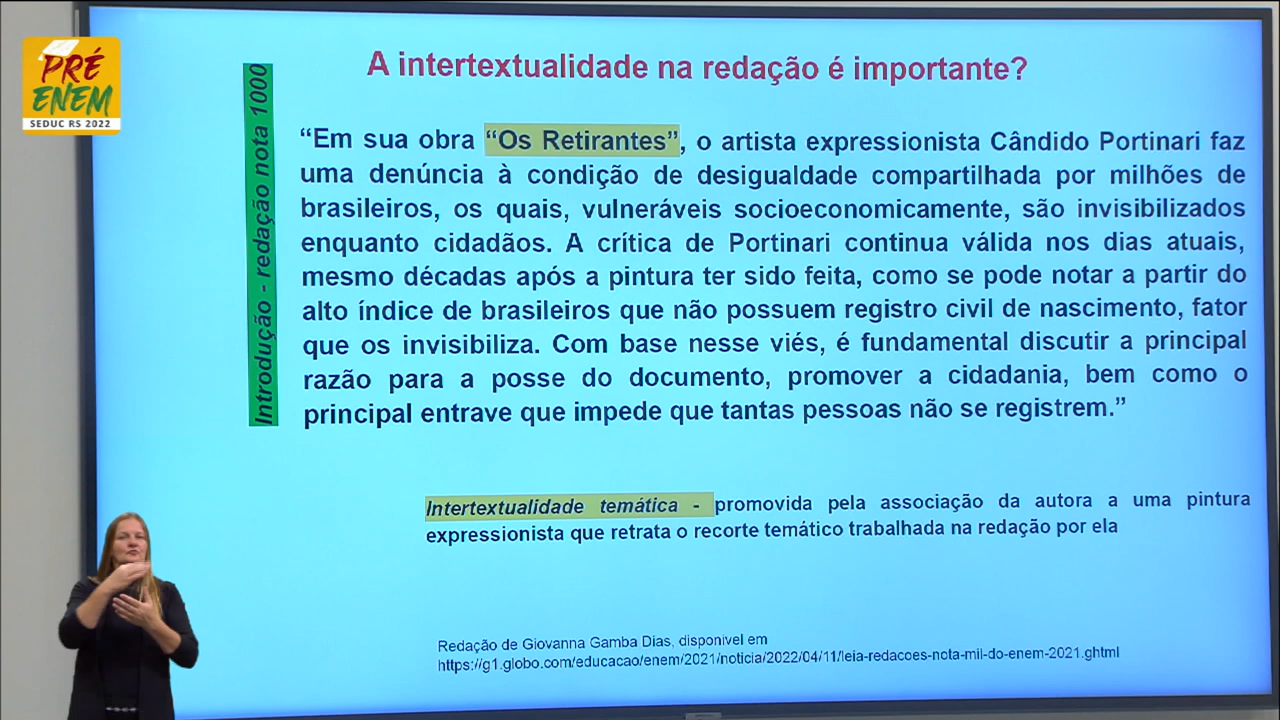 PRÉ
ENEM
SEDUC RS 2022
A intertextualidade na redação é importante?
Introdução - redação nota 1000
“Em sua obra “Os Retirantes”, o artista expressionista Cândido Portinari faz
uma denúncia à condição de desigualdade compartilhada por milhões de
brasileiros, os quais, vulneráveis socioeconomicamente, são invisibilizados
enquanto cidadãos. A crítica de Portinari continua válida nos dias atuais,
mesmo décadas após a pintura ter sido feita, como se pode notar a partir do
alto índice de brasileiros que não possuem registro civil de nascimento, fator
que os invisibiliza. Com base nesse viés, é fundamental discutir a principal
razão para a posse do documento, promover a cidadania, bem como o
principal entrave que impede que tantas pessoas não se registrem.”
Intertextualidade temática - promovida pela associação da autora a uma pintura
expressionista que retrata o recorte temático trabalhada na redação por ela
Redação de Giovanna Gamba Dias, disponível em
https://g1.globo.com/educacao/enem/2021/noticia/2022/04/11/leia-redacoes-nota-mil-do-enem-2021.ghtml